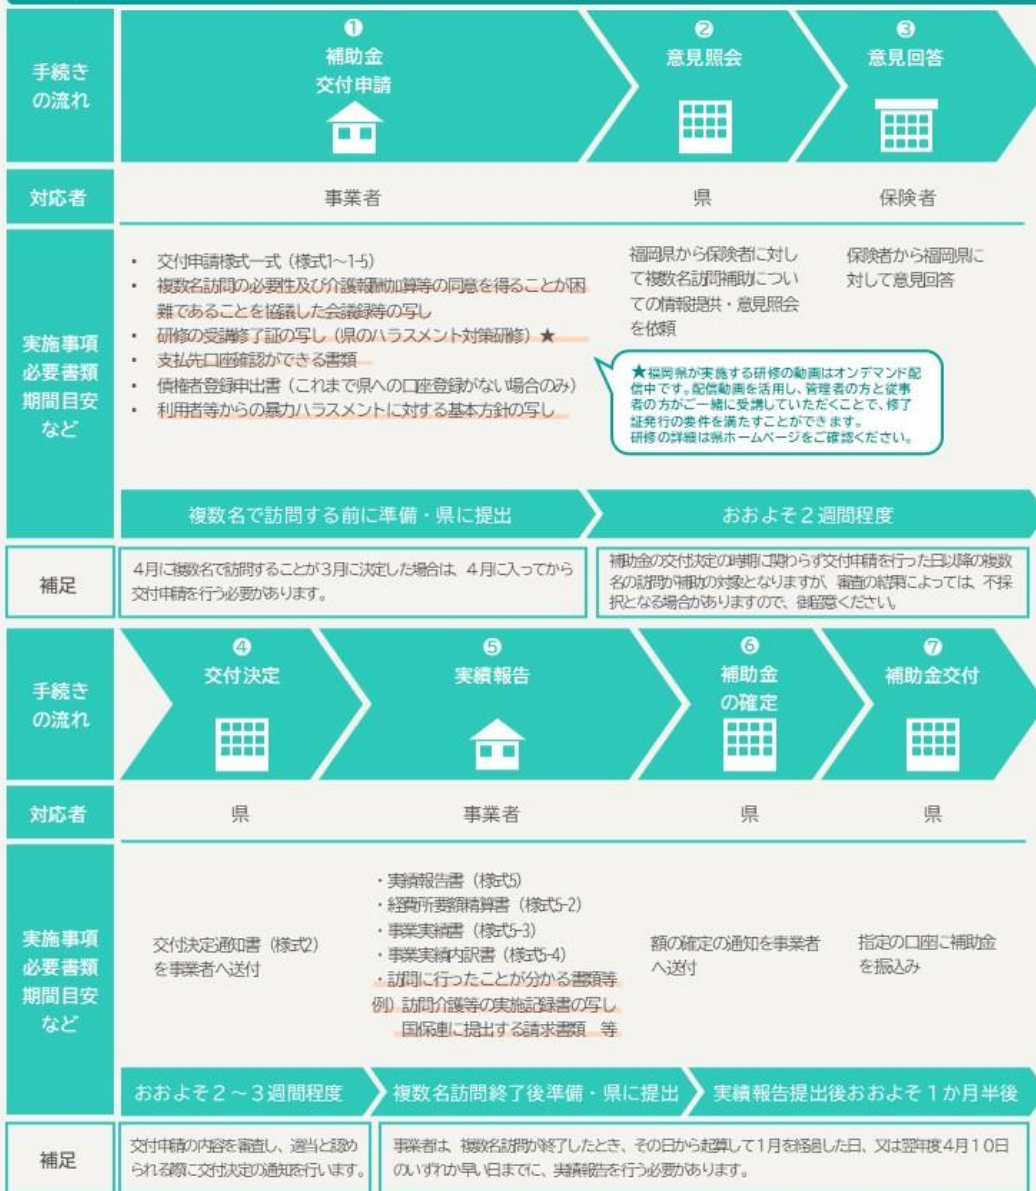 手続き
の流れ
❶
補助金
交付申請
❷
意見照会
❸
意見回答
対応者
事業者
県
保険者
実施事項
必要書類
期間目安
など
• 交付申請様式一式（様式1～1-5）
• 複数名訪問の必要性及び介護報酬加算等の同意を得ることが困
難であることを協議した会議録等の写し
• 研修の受講修了証の写し（県のハラスメント対策研修）★
• 支払先口座確認ができる書類
• 債権者登録申出書（これまで県への口座登録がない場合のみ）
• 利用者等からの暴力ハラスメントに対する基本方針の写し
福岡県から保険者に対し
て複数名訪問補助につい
ての情報提供・意見照会
を依頼
保険者から福岡県に
対して意見回答
★福岡県が実施する研修の動画はオンデマンド配
信中です。配信動画を活用し、管理者の方と従事
者の方がご一緒に受講していただくことで、修了
証発行の要件を満たすことができます。
研修の詳細は県ホームページをご確認ください。
複数名で訪問する前に準備・県に提出
おおよそ２週間程度
補足
４月に複数名で訪問することが３月に決定した場合は、４月に入ってから
交付申請を行う必要があります。
補助金の交付決定の時期に関わらず交付申請を行った日以降の複数
名の訪問が補助の対象となりますが、審査の結果によっては、不採
択となる場合がありますので、御留意ください。
手続き
の流れ
❹
交付決定
❺
実績報告
❻
補助金
の確定
❼
補助金交付
対応者
県
事業者
県
県
実施事項
必要書類
期間目安
など
交付決定通知書（様式2）
を事業者へ送付
・実績報告書（様式5）
・経費所要額精算書（様式5-2）
・事業実績書（様式5-3）
・事業実績内訳書（様式5-4）
・訪問に行ったことが分かる書類等
例）訪問介護等の実施記録書の写し
国保連に提出する請求書類　等
額の確定の通知を事業者
へ送付
指定の口座に補助金
を振込み
おおよそ２～３週間程度
複数名訪問終了後準備・県に提出
実績報告提出後おおよそ１か月半後
補足
交付申請の内容を審査し、適当と認め
られる際に交付決定の通知を行います。
事業者は、複数名訪問が終了したとき、その日から起算して１月を経過した日、又は翌年度４月１０日
のいずれか早い日までに、実績報告を行う必要があります。